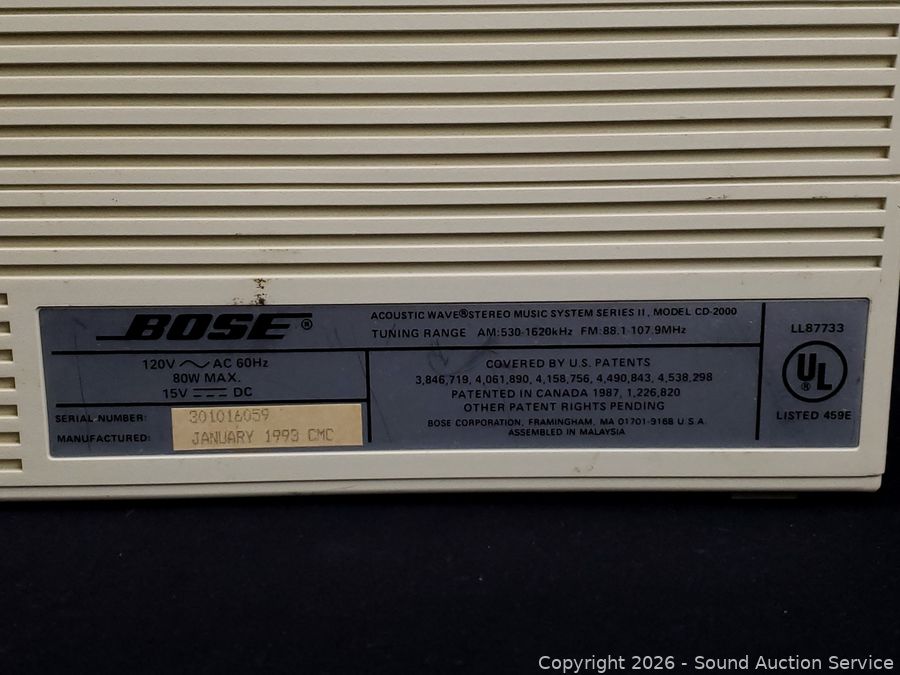 BOSE®
ACOUSTIC WAVE® STEREO MUSIC SYSTEM SERIES II, MODEL CD-2000
TUNING RANGE AM:530-1620kHz FM:88.1-107.9MHz
120V ~ AC 60Hz
80W MAX.
15V ⎓ DC
SERIAL NUMBER: 301016059
MANUFACTURED: JANUARY 1993 CMC
COVERED BY U.S. PATENTS
3,846,719, 4,061,890, 4,158,756, 4,490,843, 4,538,298
PATENTED IN CANADA 1987, 1,226,820
OTHER PATENT RIGHTS PENDING
BOSE CORPORATION, FRAMINGHAM, MA 01701-9168 U.S.A.
ASSEMBLED IN MALAYSIA
LL87733
UL®
LISTED 459E
Copyright © 2026 - Sound Auction Service